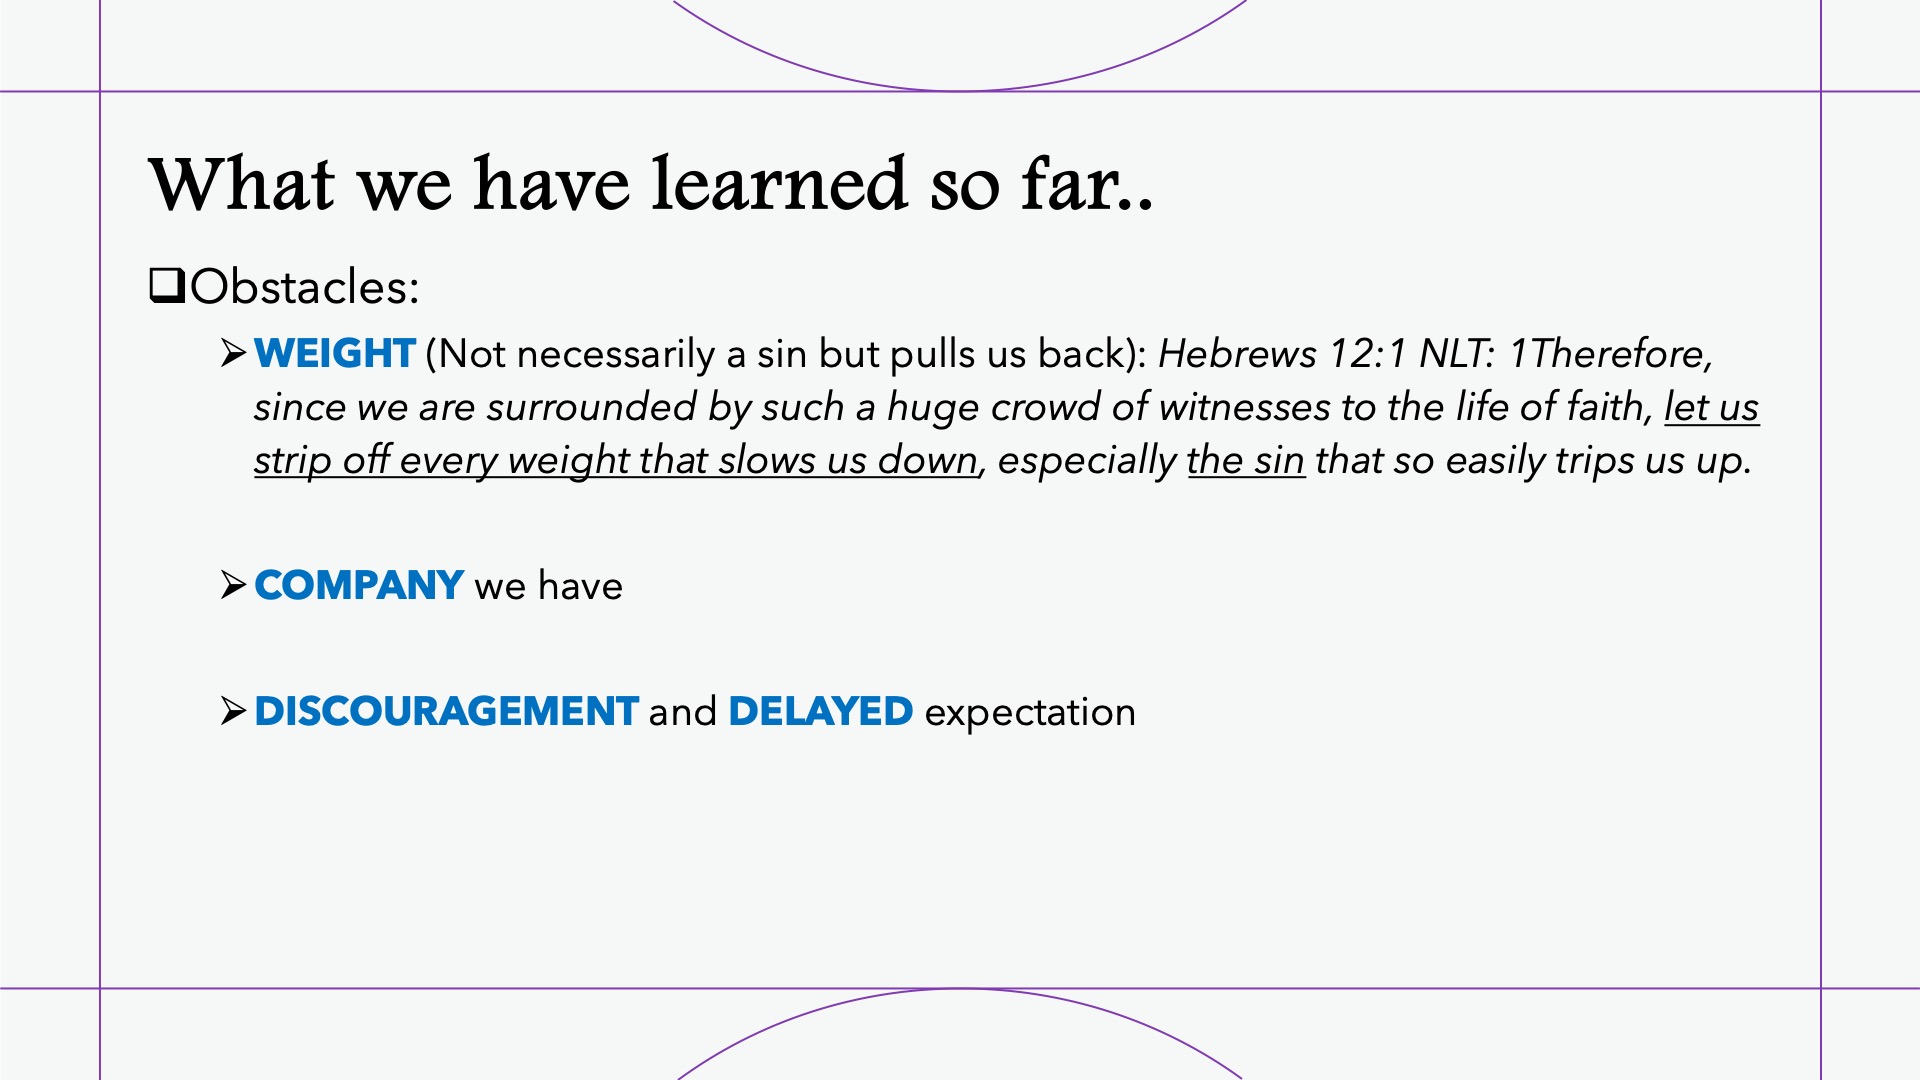 What we have learned so far..
❑Obstacles:
➢WEIGHT (Not necessarily a sin but pulls us back): Hebrews 12:1 NLT: 1Therefore,
since we are surrounded by such a huge crowd of witnesses to the life of faith, let us
strip off every weight that slows us down, especially the sin that so easily trips us up.
➢COMPANY we have
➢DISCOURAGEMENT and DELAYED expectation